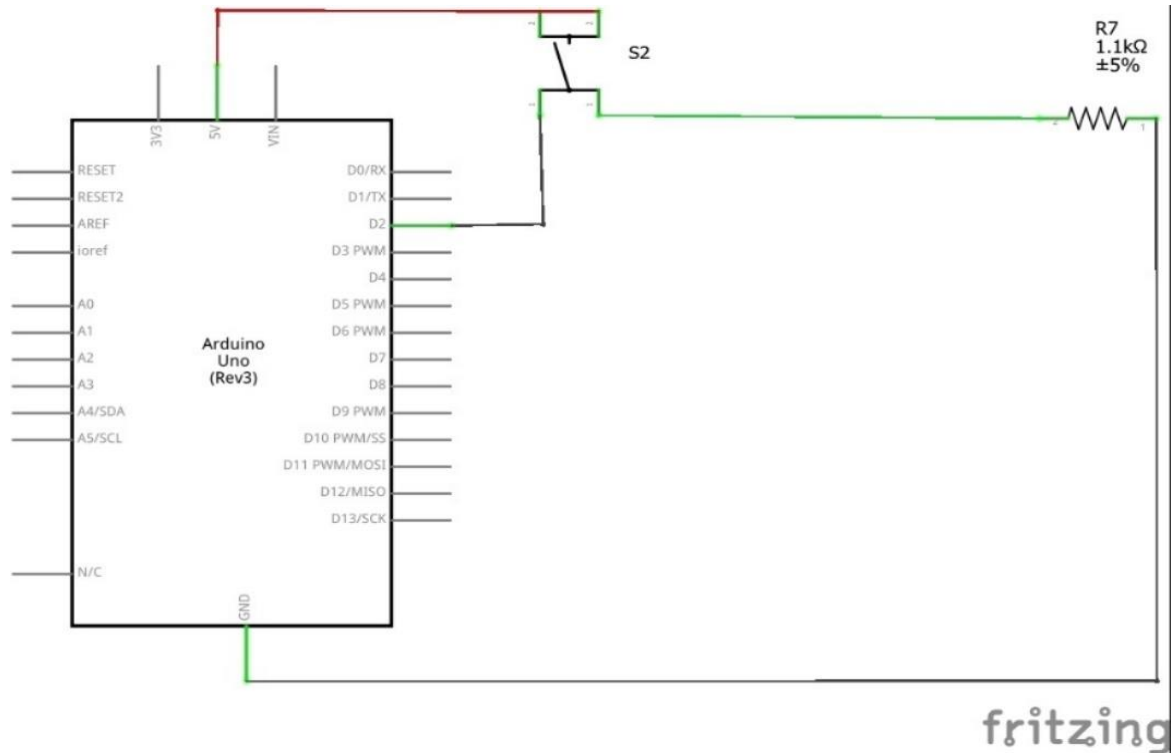 S2
R7
1.1kΩ
±5%
3V3
5V
VIN
RESET
RESET2
AREF
ioref
A0
A1
A2
A3
A4/SDA
A5/SCL
N/C
Arduino
Uno
(Rev3)
D0/RX
D1/TX
D2
D3 PWM
D4
D5 PWM
D6 PWM
D7
D8
D9 PWM
D10 PWM/SS
D11 PWM/MOSI
D12/MISO
D13/SCK
GND
2
1
fritzing